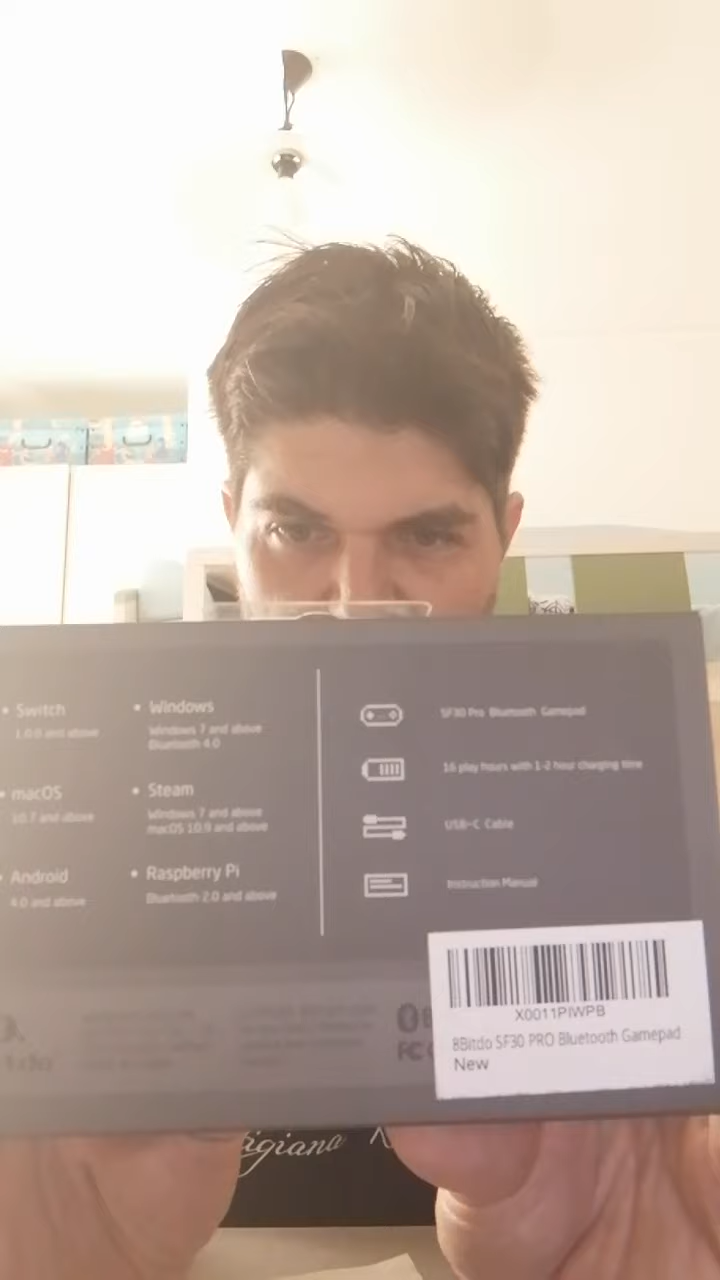 Switch
1.0.0 and above
macOS
10.7 and above
Android
4.0 and above
Windows
Windows 7 and above
Bluetooth 4.0
Steam
Windows 7 and above
macOS 10.9 and above
Raspberry Pi
Bluetooth 2.0 and above
SF30 Pro Bluetooth Gamepad
16 play hours with 1-2 hour charging time
USB-C Cable
Instruction Manual
X0011PIWPB
8Bitdo SF30 PRO Bluetooth Gamepad
New
FC
igiana